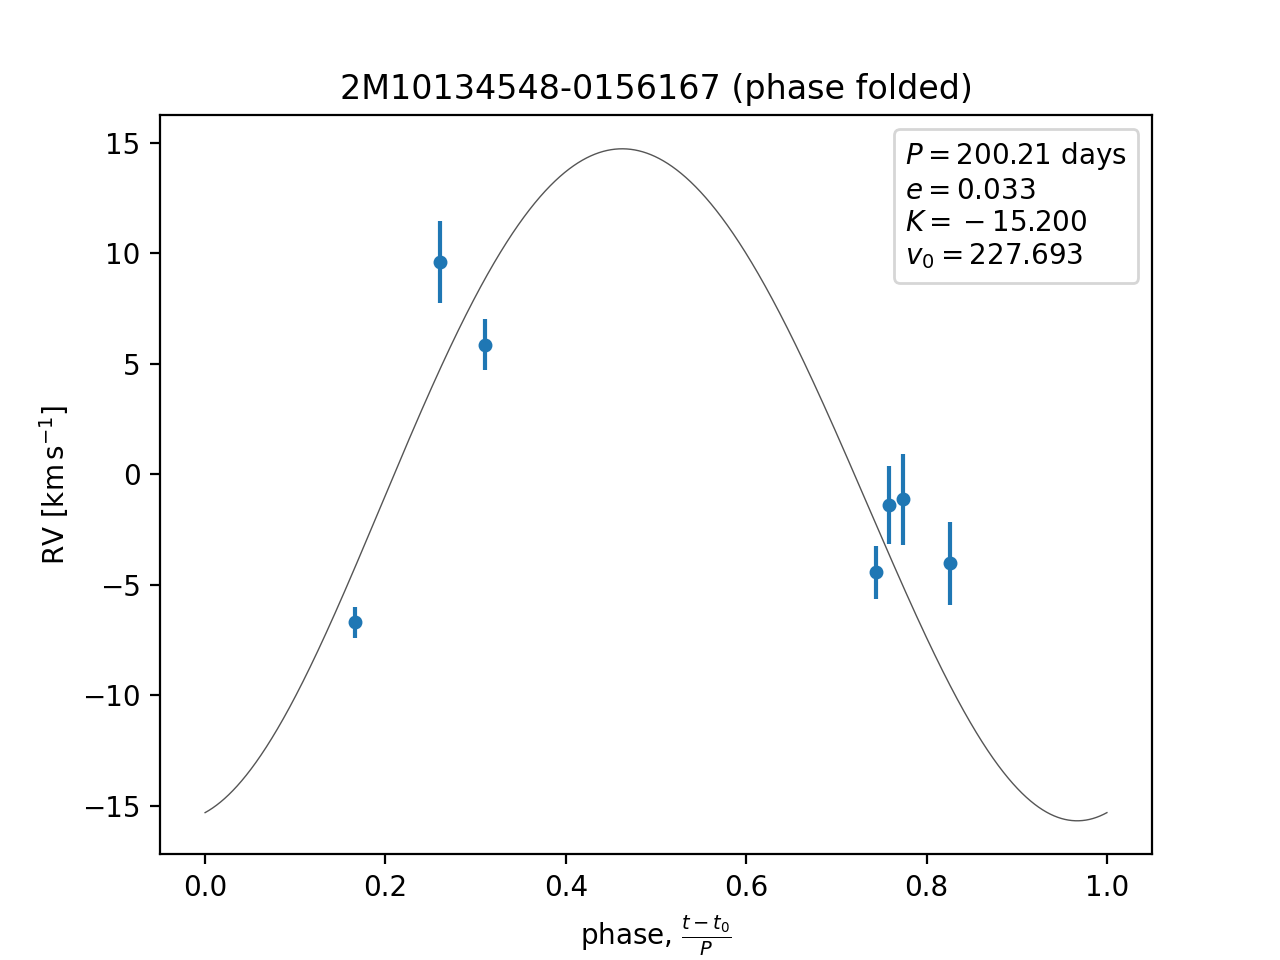 2M10134548-0156167 (phase folded)
P = 200.21 days
e = 0.033
K = −15.200
v₀ = 227.693
15
10
5
0
−5
−10
−15
RV [km s⁻¹]
0.0 0.2 0.4 0.6 0.8 1.0
phase, (t − t₀)/P